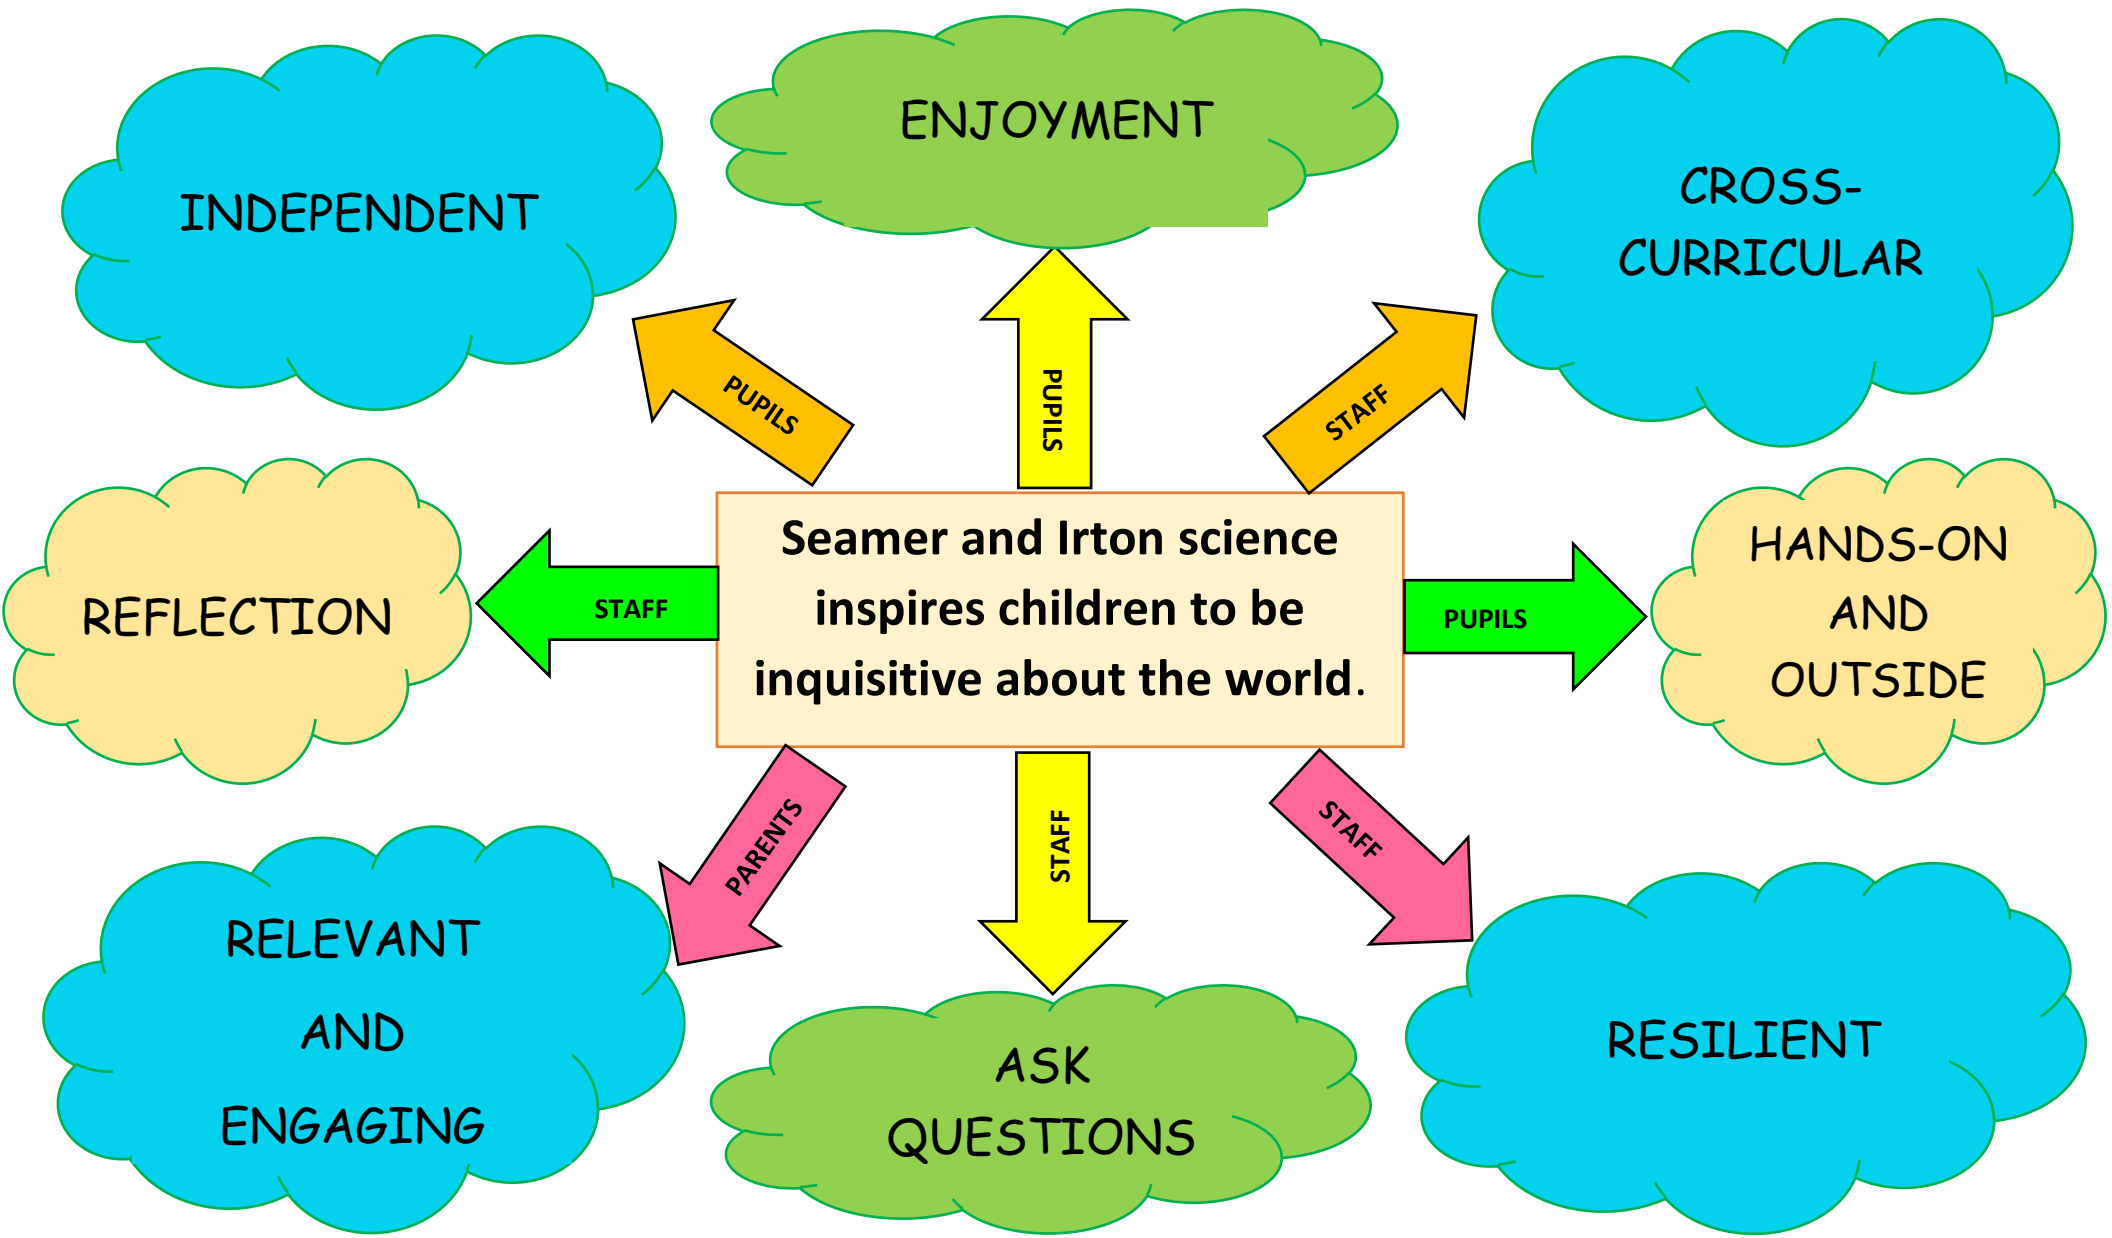 ENJOYMENT
INDEPENDENT
CROSS-
CURRICULAR
PUPILS
PUPILS
STAFF
Seamer and Irton science
inspires children to be
inquisitive about the world.
REFLECTION
STAFF
PUPILS
HANDS-ON
AND
OUTSIDE
PARENTS
STAFF
STAFF
RELEVANT
AND
ENGAGING
ASK
QUESTIONS
RESILIENT